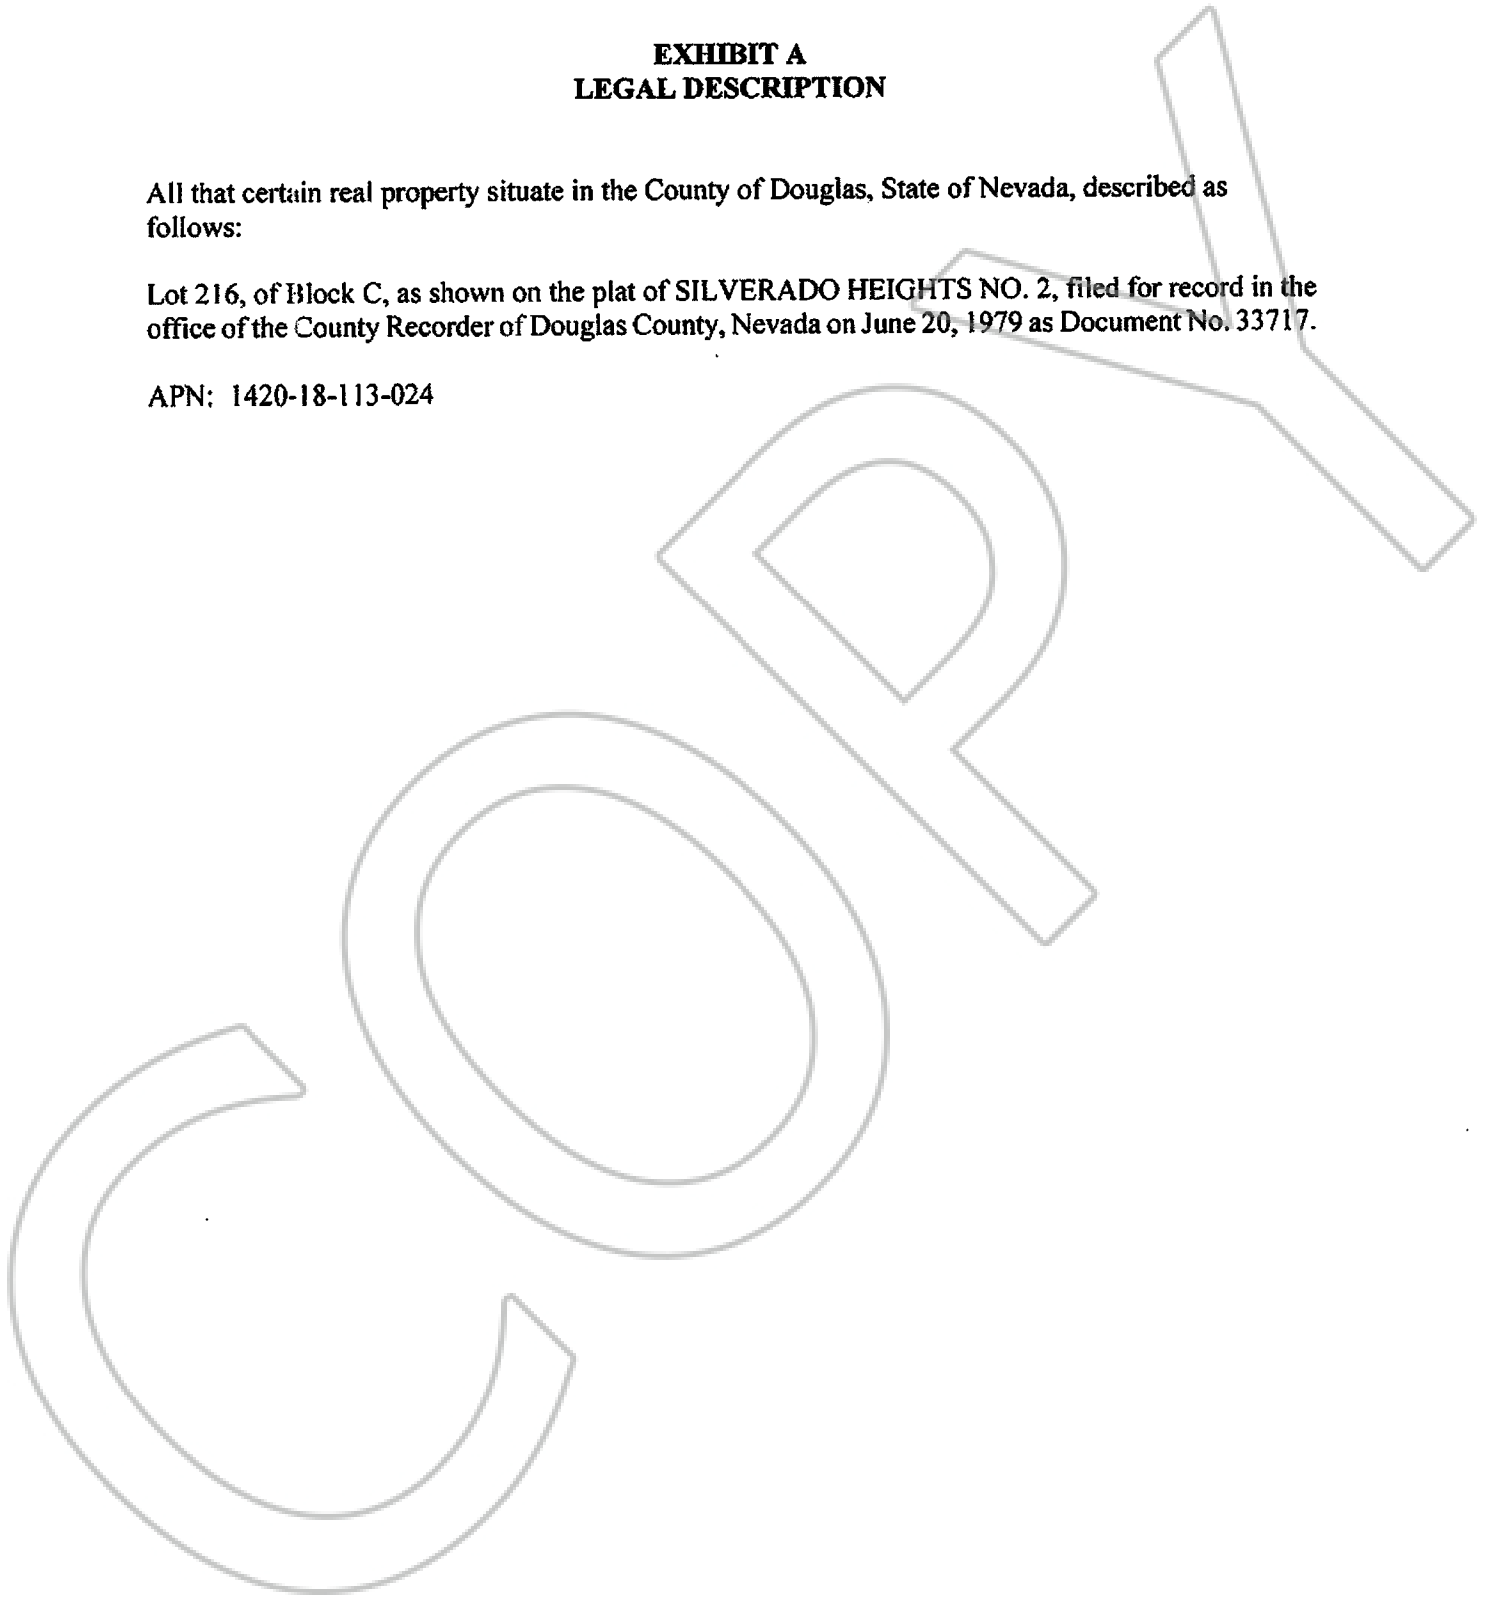 EXHIBIT A
LEGAL DESCRIPTION
All that certain real property situate in the County of Douglas, State of Nevada, described as
follows:
Lot 216, of Block C, as shown on the plat of SILVERADO HEIGHTS NO. 2, filed for record in the
office of the County Recorder of Douglas County, Nevada on June 20, 1979 as Document No. 33717.
APN: 1420-18-113-024
COPY